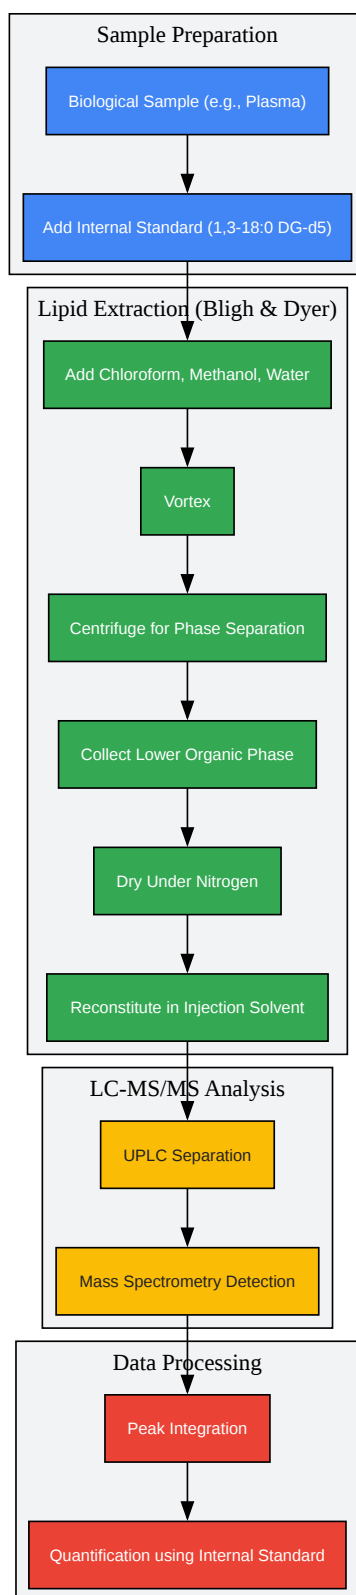 Sample Preparation
Biological Sample (e.g., Plasma)
Add Internal Standard (1,3-18:0 DG-d5)
Lipid Extraction (Bligh & Dyer)
Add Chloroform, Methanol, Water
Vortex
Centrifuge for Phase Separation
Collect Lower Organic Phase
Dry Under Nitrogen
Reconstitute in Injection Solvent
LC-MS/MS Analysis
UPLC Separation
Mass Spectrometry Detection
Data Processing
Peak Integration
Quantification using Internal Standard